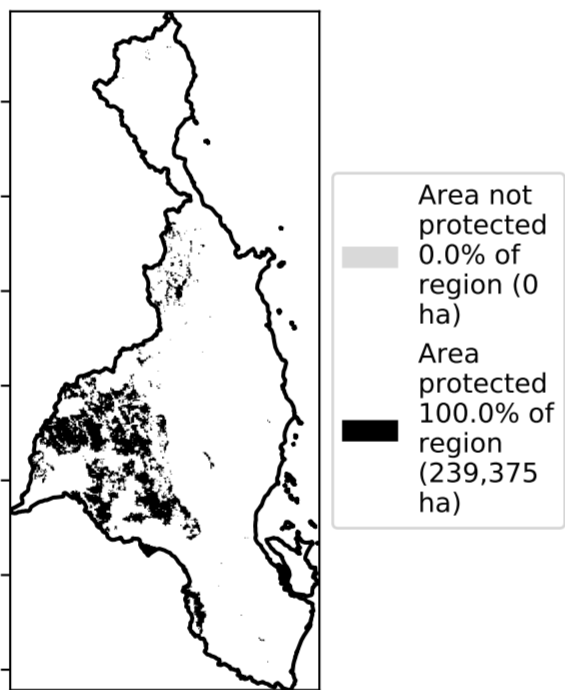 Area not
protected
0.0% of
region (0
ha)
Area
protected
100.0% of
region
(239,375
ha)